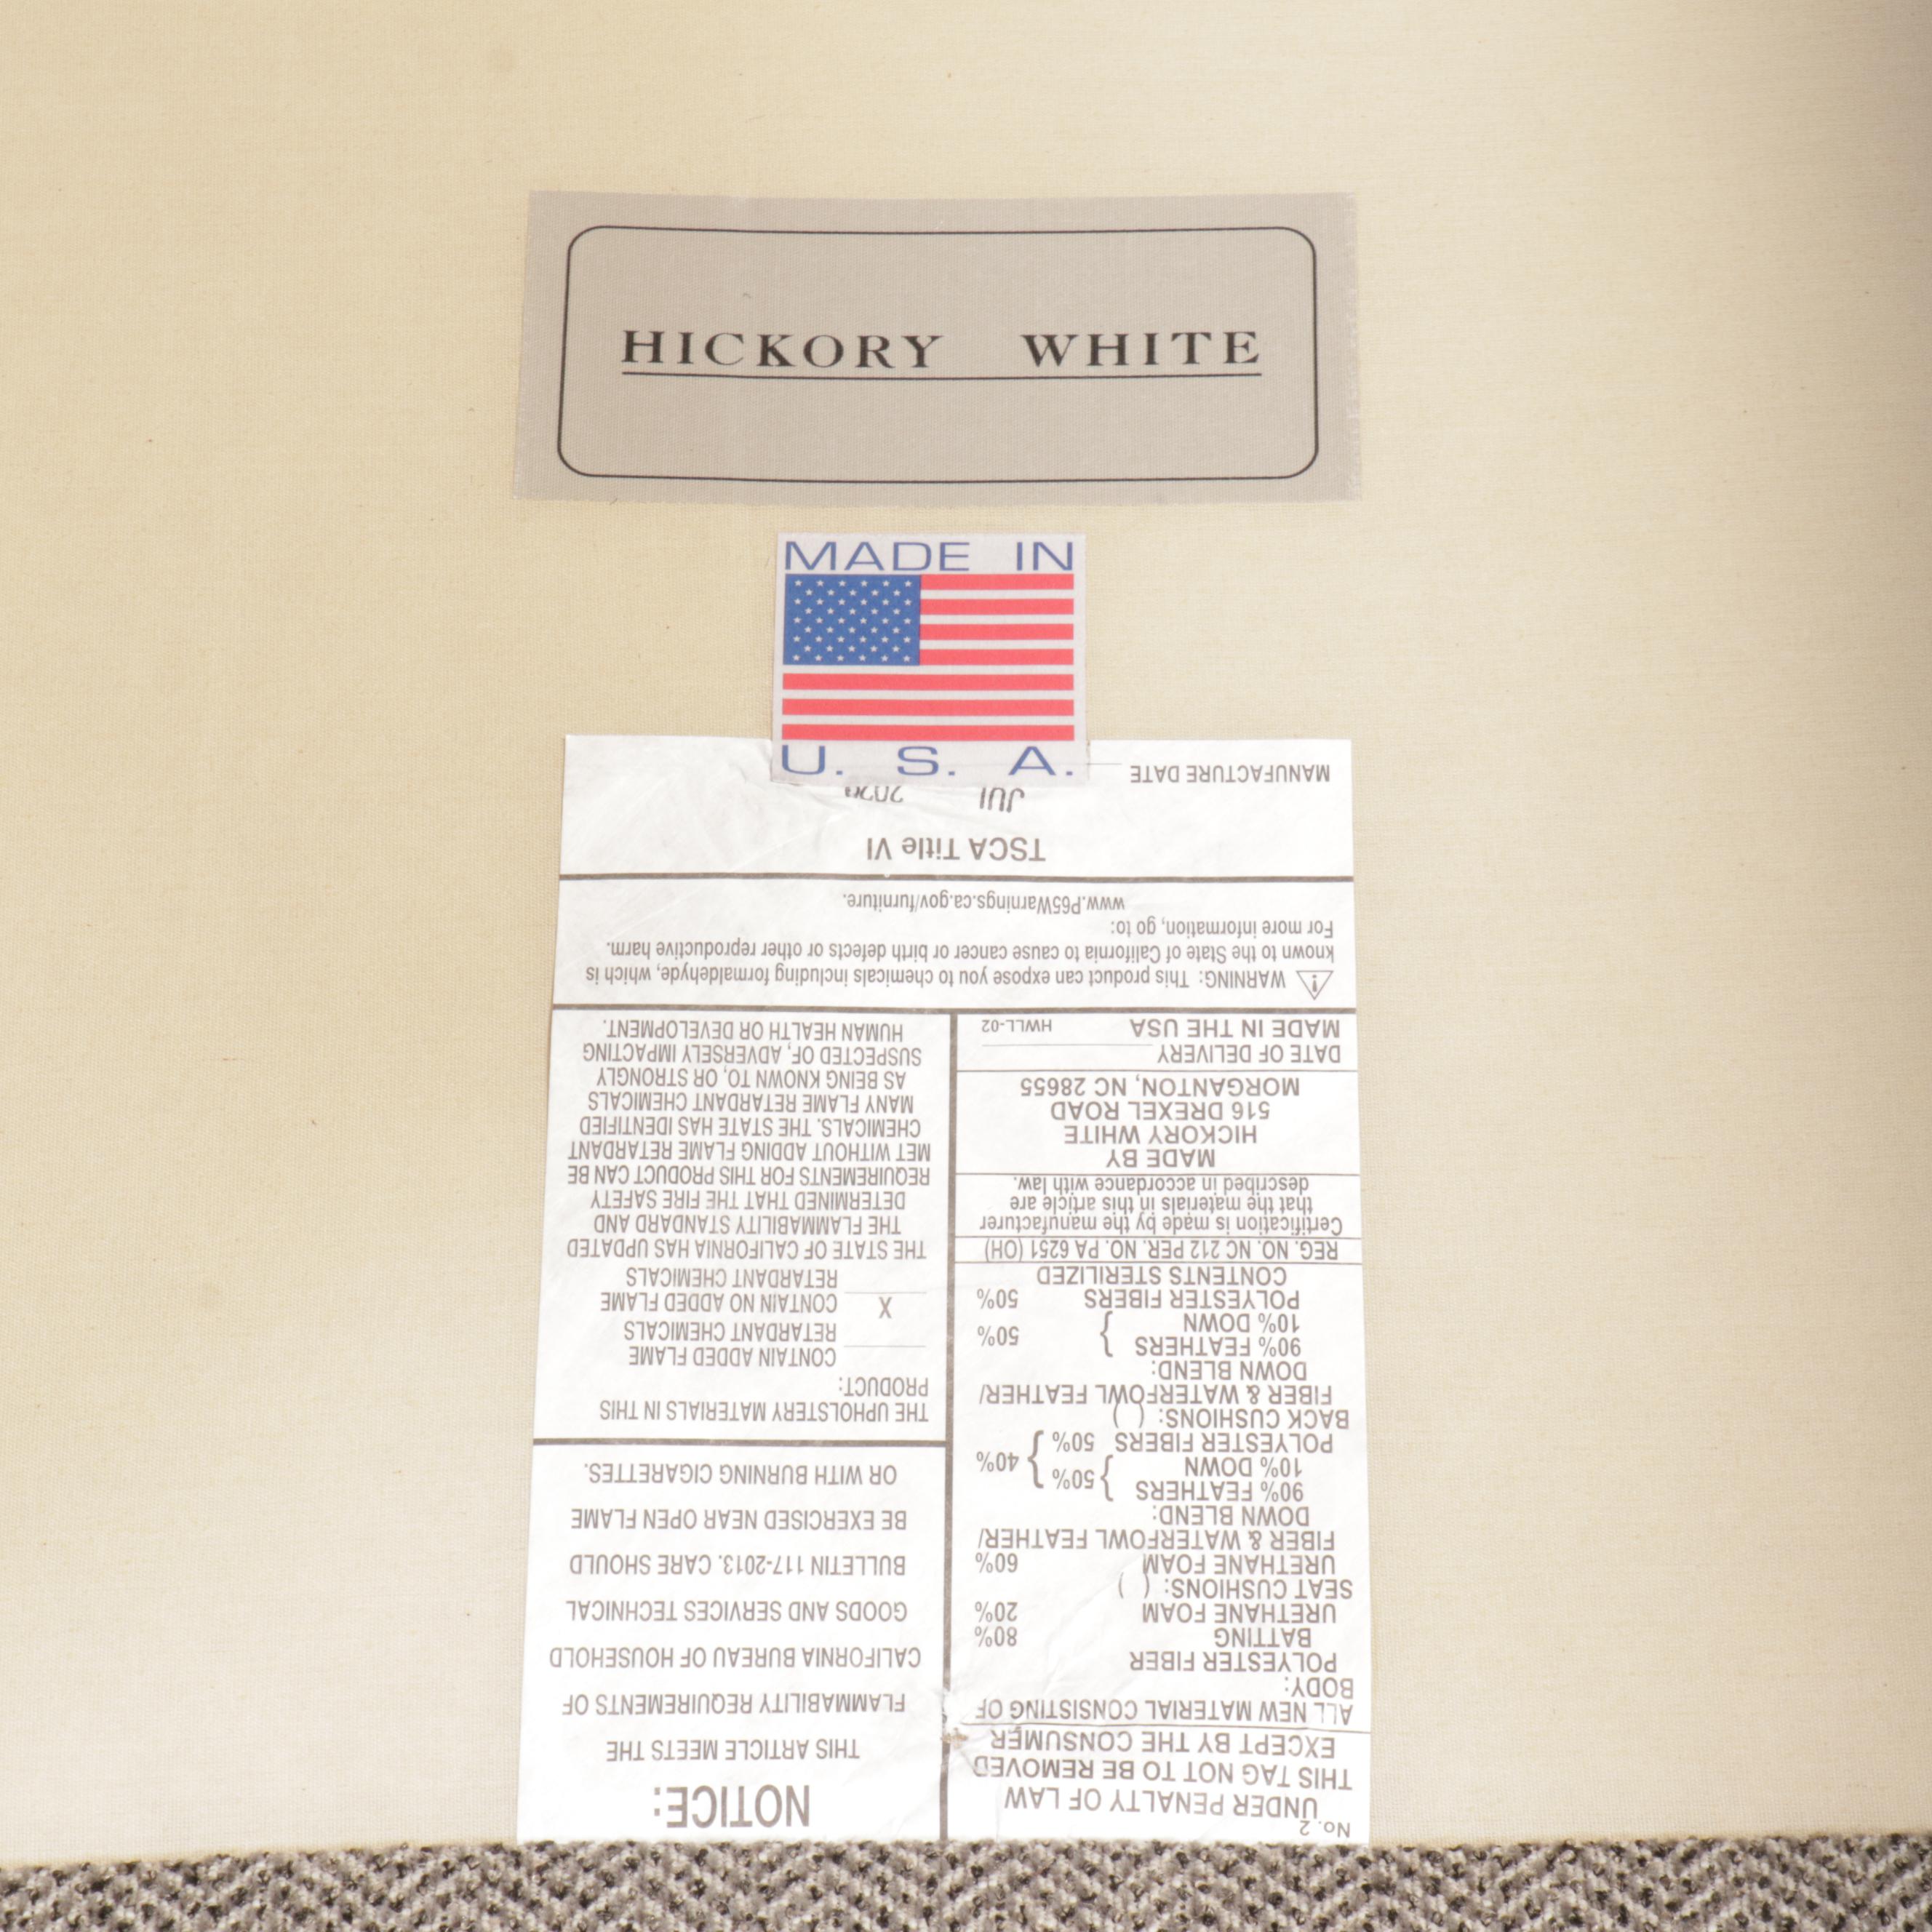 HICKORY WHITE
MADE IN
U. S. A.
No. 2
UNDER PENALTY OF LAW
THIS TAG NOT TO BE REMOVED
EXCEPT BY THE CONSUMER
ALL NEW MATERIAL CONSISTING OF
BODY:
POLYESTER FIBER
BATTING 80%
URETHANE FOAM 20%
SEAT CUSHIONS: ( )
URETHANE FOAM 60%
FIBER & WATERFOWL FEATHER/
DOWN BLEND:
90% FEATHERS
10% DOWN } 50% } 40%
POLYESTER FIBERS 50%
BACK CUSHIONS: ( )
FIBER & WATERFOWL FEATHER/
DOWN BLEND:
90% FEATHERS
10% DOWN } 50%
POLYESTER FIBERS 50%
CONTENTS STERILIZED
REG. NO. NC 212 PER. NO. PA 6251 (OH)
Certification is made by the manufacturer
that the materials in this article are
described in accordance with law.
MADE BY
HICKORY WHITE
516 DREXEL ROAD
MORGANTON, NC 28655
DATE OF DELIVERY
MADE IN THE USA HWLL-02
NOTICE:
THIS ARTICLE MEETS THE
FLAMMABILITY REQUIREMENTS OF
CALIFORNIA BUREAU OF HOUSEHOLD
GOODS AND SERVICES TECHNICAL
BULLETIN 117-2013. CARE SHOULD
BE EXERCISED NEAR OPEN FLAME
OR WITH BURNING CIGARETTES.
THE UPHOLSTERY MATERIALS IN THIS
PRODUCT:
CONTAIN ADDED FLAME
RETARDANT CHEMICALS
X CONTAIN NO ADDED FLAME
RETARDANT CHEMICALS
THE STATE OF CALIFORNIA HAS UPDATED
THE FLAMMABILITY STANDARD AND
DETERMINED THAT THE FIRE SAFETY
REQUIREMENTS FOR THIS PRODUCT CAN BE
MET WITHOUT ADDING FLAME RETARDANT
CHEMICALS. THE STATE HAS IDENTIFIED
MANY FLAME RETARDANT CHEMICALS
AS BEING KNOWN TO, OR STRONGLY
SUSPECTED OF, ADVERSELY IMPACTING
HUMAN HEALTH OR DEVELOPMENT.
WARNING: This product can expose you to chemicals including formaldehyde, which is
known to the State of California to cause cancer or birth defects or other reproductive harm.
For more information, go to:
www.P65Warnings.ca.gov/furniture.
TSCA Title VI
JUL
MANUFACTURE DATE